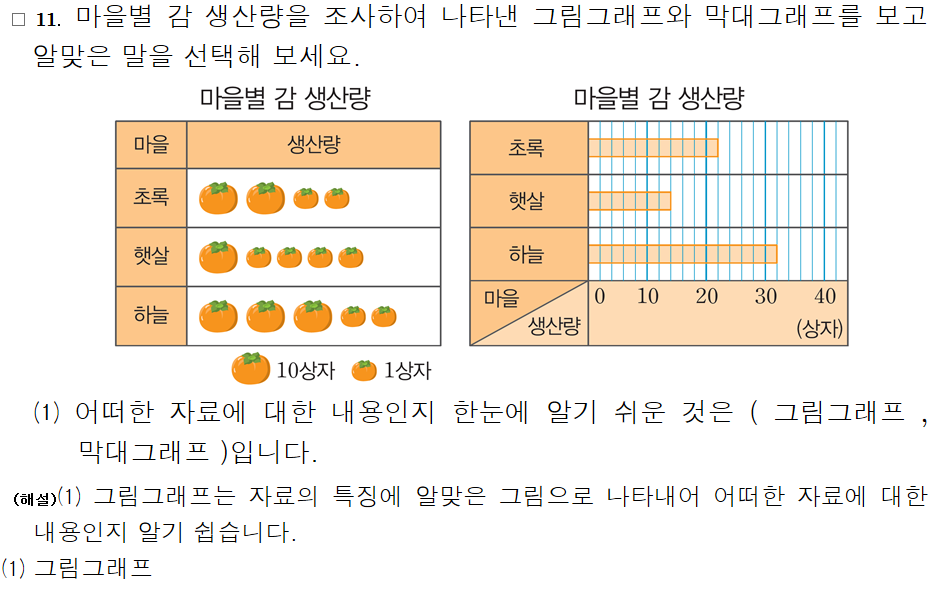 □ 11. 마을별 감 생산량을 조사하여 나타낸 그림그래프와 막대그래프를 보고
알맞은 말을 선택해 보세요.
마을별 감 생산량
마을 생산량
초록
햇살
하늘
10상자 1상자
마을별 감 생산량
초록
햇살
하늘
마을 0 10 20 30 40
생산량 (상자)
⑴ 어떠한 자료에 대한 내용인지 한눈에 알기 쉬운 것은 ( 그림그래프 ,
막대그래프 )입니다.
(해설)⑴ 그림그래프는 자료의 특징에 알맞은 그림으로 나타내어 어떠한 자료에 대한
내용인지 알기 쉽습니다.
⑴ 그림그래프